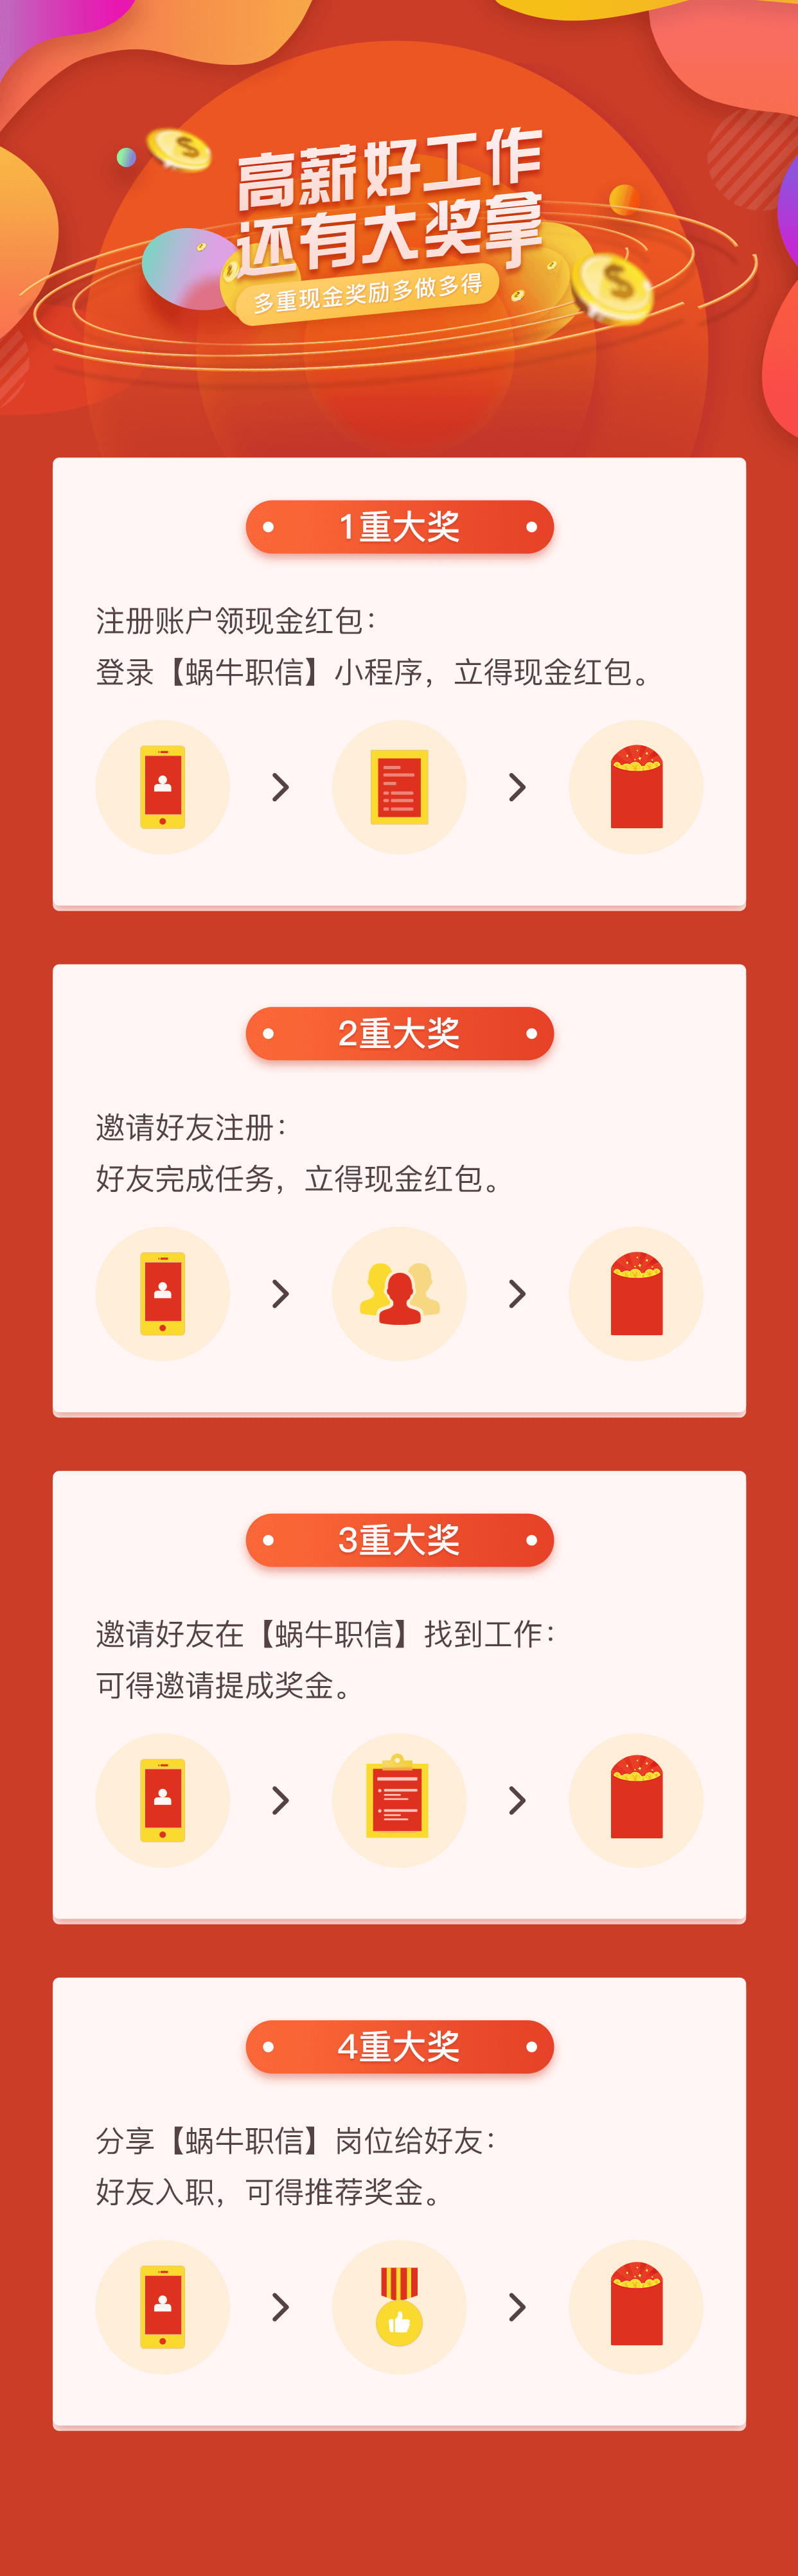 高薪好工作
还有大奖拿
多重现金奖励多做多得
1重大奖
注册账户领现金红包：
登录【蜗牛职信】小程序，立得现金红包。
2重大奖
邀请好友注册：
好友完成任务，立得现金红包。
3重大奖
邀请好友在【蜗牛职信】找到工作：
可得邀请提成奖金。
4重大奖
分享【蜗牛职信】岗位给好友：
好友入职，可得推荐奖金。